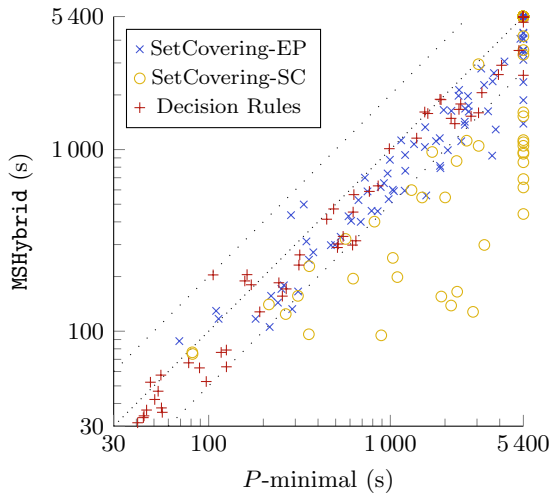 5 400
SetCovering-EP
SetCovering-SC
Decision Rules
1 000
MSHybrid (s)
100
30
30
100
1 000
5 400
P-minimal (s)